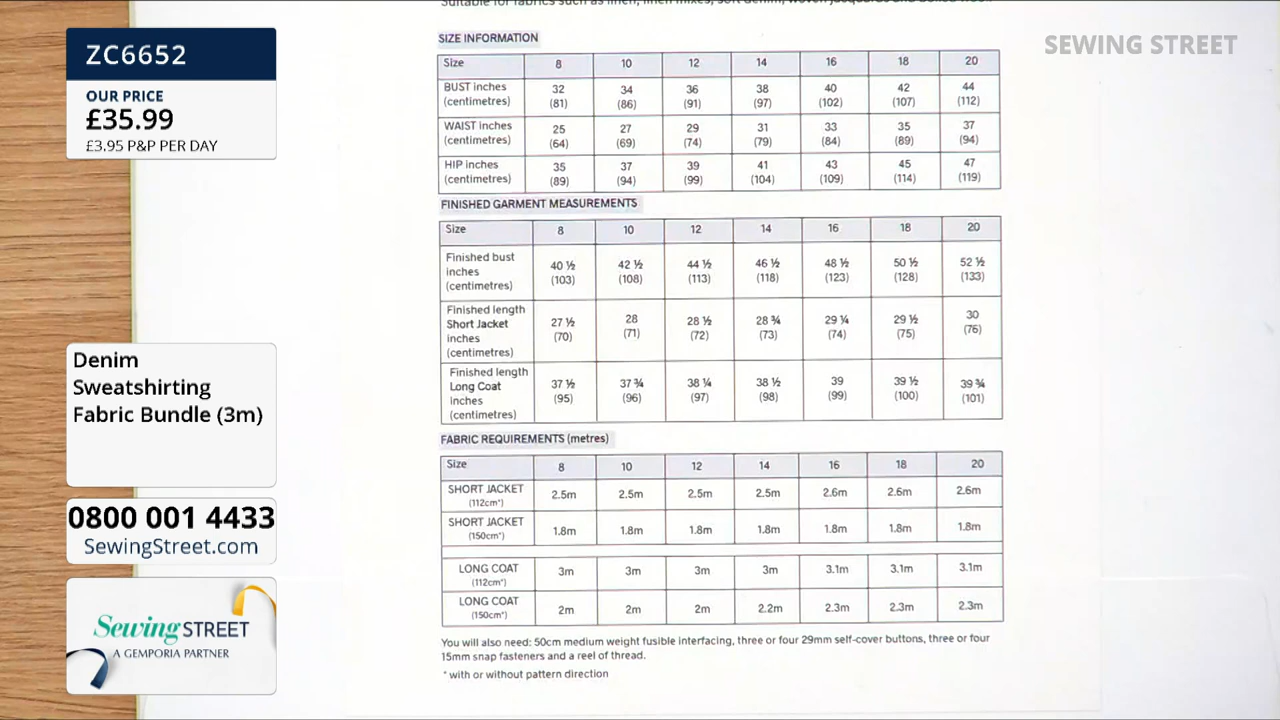 Suitable for fabrics such as linen, linen mixes, soft denim, woven jacquards and boiled wool
SIZE INFORMATION
SEWING STREET
ZC6652
OUR PRICE
£35.99
£3.95 P&P PER DAY
Size 8 10 12 14 16 18 20
BUST inches 32 34 36 38 40 42 44
(centimetres) (81) (86) (91) (97) (102) (107) (112)
WAIST inches 25 27 29 31 33 35 37
(centimetres) (64) (69) (74) (79) (84) (89) (94)
HIP inches 35 37 39 41 43 45 47
(centimetres) (89) (94) (99) (104) (109) (114) (119)
FINISHED GARMENT MEASUREMENTS
Size 8 10 12 14 16 18 20
Finished bust
inches 40 ½ 42 ½ 44 ½ 46 ½ 48 ½ 50 ½ 52 ½
(centimetres) (103) (108) (113) (118) (123) (128) (133)
Finished length
Short Jacket 27 ½ 28 28 ½ 28 ¾ 29 ¼ 29 ½ 30
inches (70) (71) (72) (73) (74) (75) (76)
(centimetres)
Finished length
Long Coat 37 ½ 37 ¾ 38 ¼ 38 ½ 39 39 ½ 39 ¾
inches (95) (96) (97) (98) (99) (100) (101)
(centimetres)
FABRIC REQUIREMENTS (metres)
Size 8 10 12 14 16 18 20
SHORT JACKET 2.5m 2.5m 2.5m 2.5m 2.6m 2.6m 2.6m
(112cm*)
SHORT JACKET 1.8m 1.8m 1.8m 1.8m 1.8m 1.8m 1.8m
(150cm*)
LONG COAT 3m 3m 3m 3m 3.1m 3.1m 3.1m
(112cm*)
LONG COAT 2m 2m 2m 2.2m 2.3m 2.3m 2.3m
(150cm*)
You will also need: 50cm medium weight fusible interfacing, three or four 29mm self-cover buttons, three or four
15mm snap fasteners and a reel of thread.
* with or without pattern direction
Denim
Sweatshirting
Fabric Bundle (3m)
0800 001 4433
SewingStreet.com
Sewing STREET
A GEMPORIA PARTNER